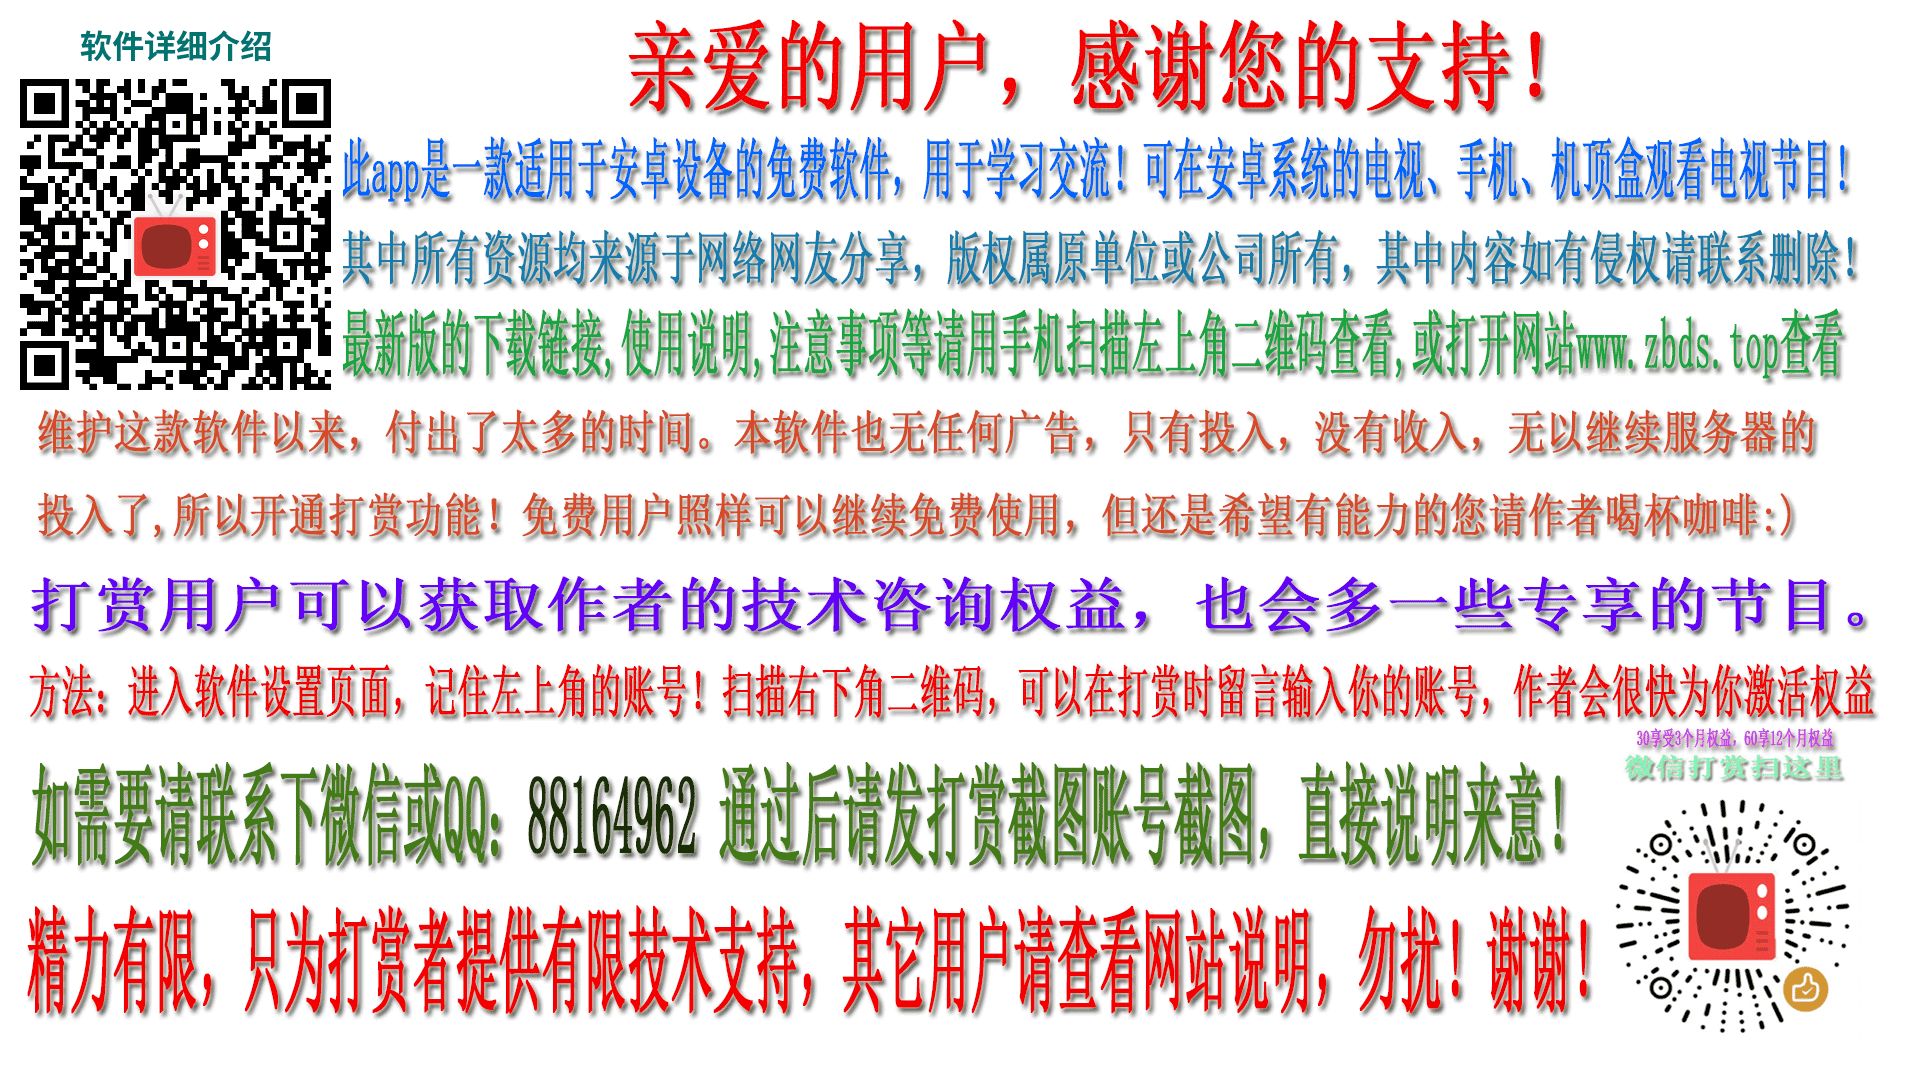 软件详细介绍
亲爱的用户，感谢您的支持！
此app是一款适用于安卓设备的免费软件，用于学习交流！可在安卓系统的电视、手机、机顶盒观看电视节目！
其中所有资源均来源于网络网友分享，版权属原单位或公司所有，其中内容如有侵权请联系删除！
最新版的下载链接,使用说明,注意事项等请用手机扫描左上角二维码查看,或打开网站www.zbds.top查看
维护这款软件以来，付出了太多的时间。本软件也无任何广告，只有投入，没有收入，无以继续服务器的
投入了,所以开通打赏功能！免费用户照样可以继续免费使用，但还是希望有能力的您请作者喝杯咖啡:)
打赏用户可以获取作者的技术咨询权益，也会多一些专享的节目。
方法：进入软件设置页面，记住左上角的账号！扫描右下角二维码，可以在打赏时留言输入你的账号，作者会很快为你激活权益
30享受3个月权益，60享12个月权益
微信打赏扫这里
如需要请联系下微信或QQ：88164962 通过后请发打赏截图账号截图，直接说明来意！
精力有限，只为打赏者提供有限技术支持，其它用户请查看网站说明，勿扰！谢谢！